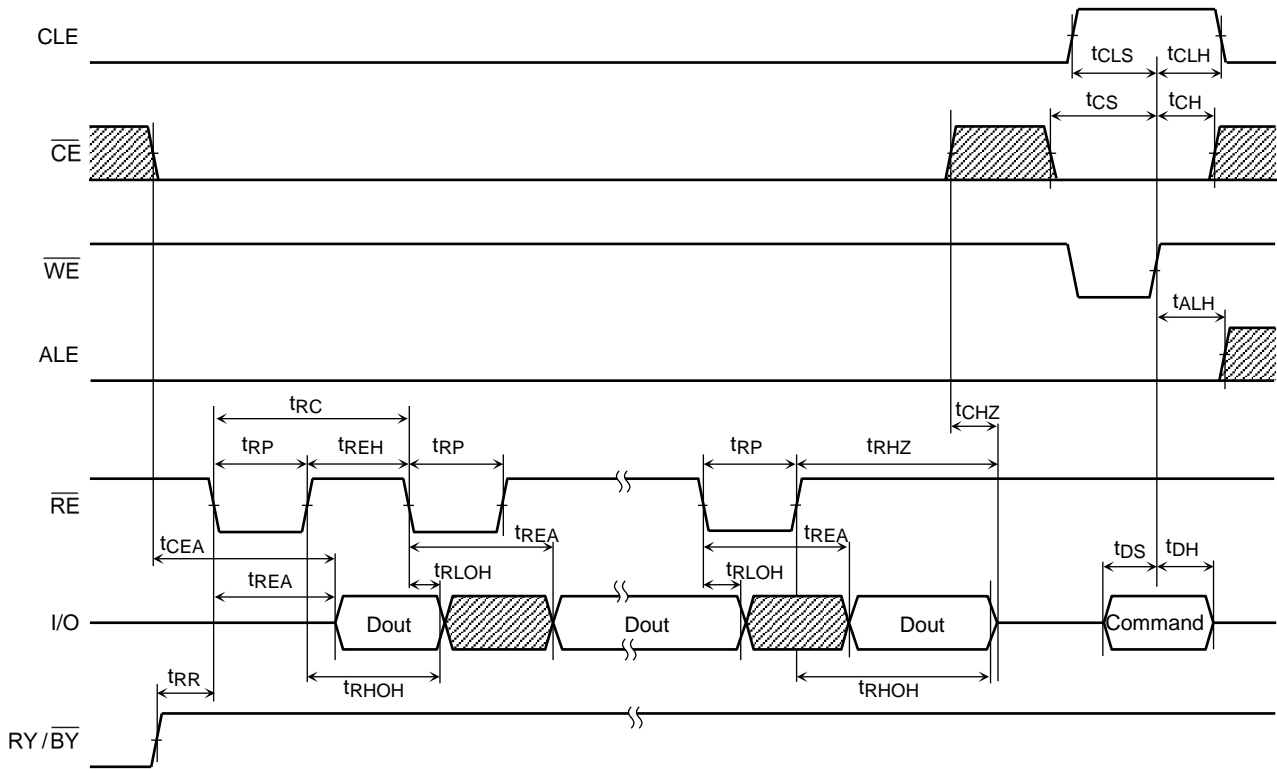 CLE
tCLS tCLH
tCS tCH
CE
WE
tALH
ALE
tRC
tCHZ
tRP tREH tRP tRP tRHZ
RE
tCEA tREA tREA
tREA tRLOH tRLOH tDS tDH
I/O Dout Dout Dout Command
tRR tRHOH tRHOH
RY/BY